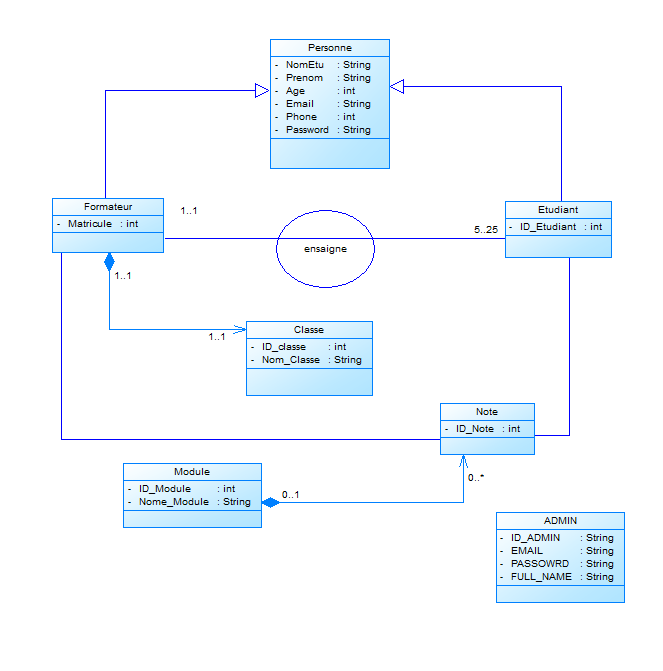 Personne
- NomEtu : String
- Prenom : String
- Age : int
- Email : String
- Phone : int
- Password : String
Formateur
- Matricule : int
1..1
ensaigne
5..25
Etudiant
- ID_Etudiant : int
1..1
1..1
Classe
- ID_classe : int
- Nom_Classe : String
Note
- ID_Note : int
Module
- ID_Module : int
- Nome_Module : String
0..1
0..*
ADMIN
- ID_ADMIN : String
- EMAIL : String
- PASSOWRD : String
- FULL_NAME : String